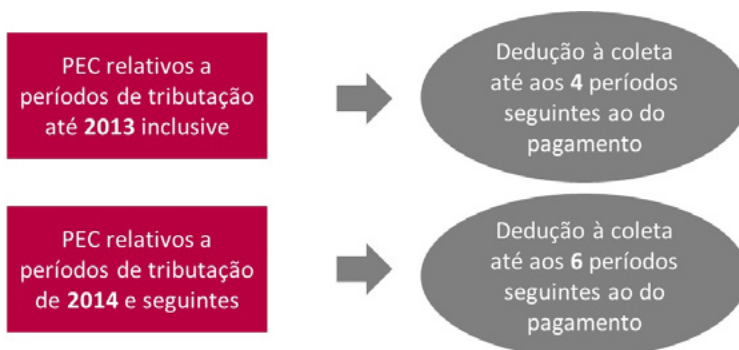 PEC relativos a
períodos de tributação
até 2013 inclusive
Dedução à coleta
até aos 4 períodos
seguintes ao do
pagamento
PEC relativos a
períodos de tributação
de 2014 e seguintes
Dedução à coleta
até aos 6 períodos
seguintes ao do
pagamento